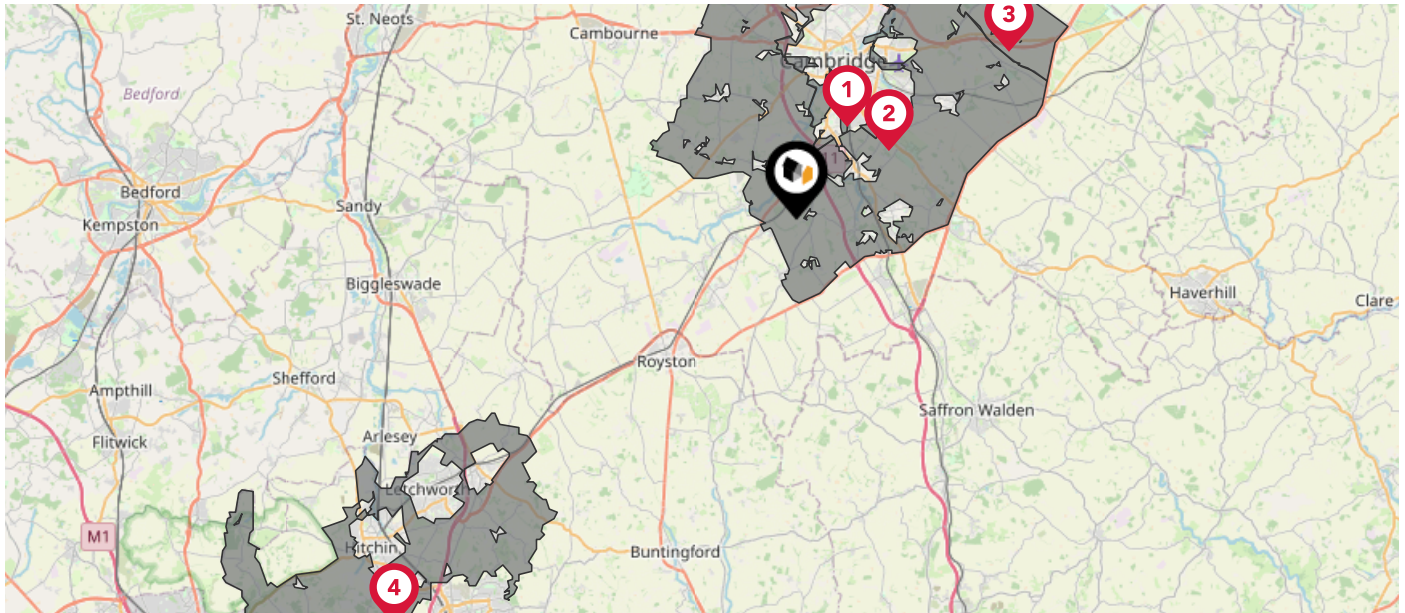 St. Neots
3
Cambourne
Cambridge
1
Bedford
2
Bedford
Sandy
Kempston
Biggleswade
Haverhill
Clare
Royston
Shefford
Ampthill
Saffron Walden
Arlesey
Flitwick
Letchworth
M1
Hitchin
Buntingford
4